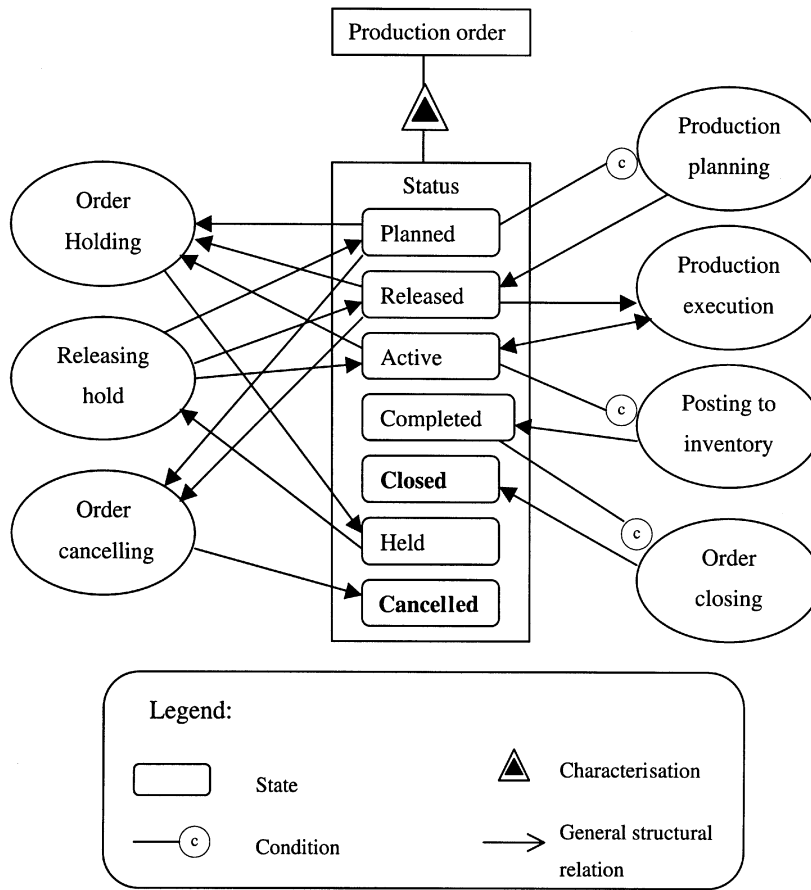 Production order
Status
Planned
Released
Active
Completed
Closed
Held
Cancelled
Order
Holding
Releasing
hold
Order
cancelling
c
Production
planning
Production
execution
c
Posting to
inventory
c
Order
closing
Legend:
State
Characterisation
c
Condition
General structural
relation